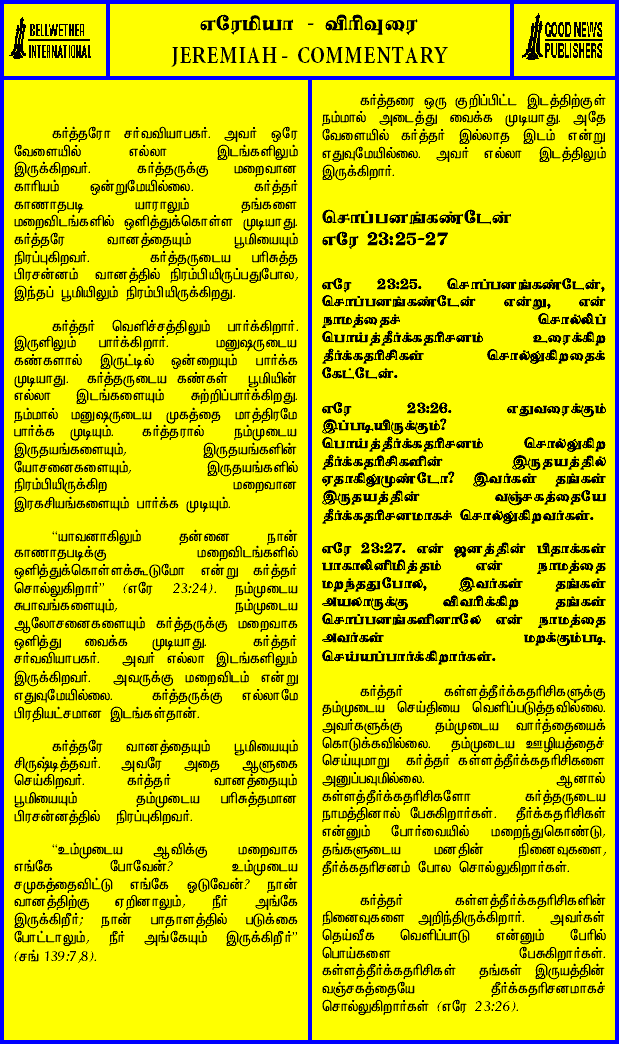 BELLWETHER
INTERNATIONAL
எரேமியா - விரிவுரை
JEREMIAH - COMMENTARY
GOOD NEWS
PUBLISHERS
கர்த்தரோ சர்வவியாபகர். அவர் ஒரே
வேளையில் எல்லா இடங்களிலும்
இருக்கிறவர். கர்த்தருக்கு மறைவான
காரியம் ஒன்றுமேயில்லை. கர்த்தர்
காணாதபடி யாராலும் தங்களை
மறைவிடங்களில் ஒளித்துக்கொள்ள முடியாது.
கர்த்தரே வானத்தையும் பூமியையும்
நிரப்புகிறவர். கர்த்தருடைய பரிசுத்த
பிரசன்னம் வானத்தில் நிரம்பியிருப்பதுபோல,
இந்தப் பூமியிலும் நிரம்பியிருக்கிறது.
கர்த்தர் வெளிச்சத்திலும் பார்க்கிறார்.
இருளிலும் பார்க்கிறார். மனுஷருடைய
கண்களால் இருட்டில் ஒன்றையும் பார்க்க
முடியாது. கர்த்தருடைய கண்கள் பூமியின்
எல்லா இடங்களையும் சுற்றிப்பார்க்கிறது.
நம்மால் மனுஷருடைய முகத்தை மாத்திரமே
பார்க்க முடியும். கர்த்தரால் நம்முடைய
இருதயங்களையும், இருதயங்களின்
யோசனைகளையும், இருதயங்களில்
நிரம்பியிருக்கிற மறைவான
இரகசியங்களையும் பார்க்க முடியும்.
"யாவனாகிலும் தன்னை நான்
காணாதபடிக்கு மறைவிடங்களில்
ஒளித்துக்கொள்ளக்கூடுமோ என்று கர்த்தர்
சொல்லுகிறார்" (எரே 23:24). நம்முடைய
சுபாவங்களையும், நம்முடைய
ஆலோசனைகளையும் கர்த்தருக்கு மறைவாக
ஒளித்து வைக்க முடியாது. கர்த்தர்
சர்வவியாபகர். அவர் எல்லா இடங்களிலும்
இருக்கிறவர். அவருக்கு மறைவிடம் என்று
எதுவுமேயில்லை. கர்த்தருக்கு எல்லாமே
பிரதியட்சமான இடங்கள்தான்.
கர்த்தரே வானத்தையும் பூமியையும்
சிருஷ்டித்தவர். அவரே அதை ஆளுகை
செய்கிறவர். கர்த்தர் வானத்தையும்
பூமியையும் தம்முடைய பரிசுத்தமான
பிரசன்னத்தில் நிரப்புகிறவர்.
"உம்முடைய ஆவிக்கு மறைவாக
எங்கே போவேன்? உம்முடைய
சமுகத்தைவிட்டு எங்கே ஓடுவேன்? நான்
வானத்திற்கு ஏறினாலும், நீர் அங்கே
இருக்கிறீர்; நான் பாதாளத்தில் படுக்கை
போட்டாலும், நீர் அங்கேயும் இருக்கிறீர்"
(சங் 139:7,8).
கர்த்தரை ஒரு குறிப்பிட்ட இடத்திற்குள்
நம்மால் அடைத்து வைக்க முடியாது. அதே
வேளையில் கர்த்தர் இல்லாத இடம் என்று
எதுவுமேயில்லை. அவர் எல்லா இடத்திலும்
இருக்கிறார்.
சொப்பனங்கண்டேன்
எரே 23:25-27
எரே 23:25. சொப்பனங்கண்டேன்,
சொப்பனங்கண்டேன் என்று, என்
நாமத்தைச் சொல்லிப்
பொய்த்தீர்க்கதரிசனம் உரைக்கிற
தீர்க்கதரிசிகள் சொல்லுகிறதைக்
கேட்டேன்.
எரே 23:26. எதுவரைக்கும்
இப்படியிருக்கும்?
பொய்த்தீர்க்கதரிசனம் சொல்லுகிற
தீர்க்கதரிசிகளின் இருதயத்தில்
ஏதாகிலுமுண்டோ? இவர்கள் தங்கள்
இருதயத்தின் வஞ்சகத்தையே
தீர்க்கதரிசனமாகச் சொல்லுகிறவர்கள்.
எரே 23:27. என் ஜனத்தின் பிதாக்கள்
பாகாலினிமித்தம் என் நாமத்தை
மறந்ததுபோல, இவர்கள் தங்கள்
அயலாருக்கு விவரிக்கிற தங்கள்
சொப்பனங்களினாலே என் நாமத்தை
அவர்கள் மறக்கும்படி
செய்யப்பார்க்கிறார்கள்.
கர்த்தர் கள்ளத்தீர்க்கதரிசிகளுக்கு
தம்முடைய செய்தியை வெளிப்படுத்தவில்லை.
அவர்களுக்கு தம்முடைய வார்த்தையைக்
கொடுக்கவில்லை. தம்முடைய ஊழியத்தைச்
செய்யுமாறு கர்த்தர் கள்ளத்தீர்க்கதரிசிகளை
அனுப்பவுமில்லை. ஆனால்
கள்ளத்தீர்க்கதரிசிகளோ கர்த்தருடைய
நாமத்தினால் பேசுகிறார்கள். தீர்க்கதரிசிகள்
என்னும் போர்வையில் மறைந்துகொண்டு,
தங்களுடைய மனதின் நினைவுகளை,
தீர்க்கதரிசனம் போல சொல்லுகிறார்கள்.
கர்த்தர் கள்ளத்தீர்க்கதரிசிகளின்
நினைவுகளை அறிந்திருக்கிறார். அவர்கள்
தெய்வீக வெளிப்பாடு என்னும் பேரில்
பொய்களை பேசுகிறார்கள்.
கள்ளத்தீர்க்கதரிசிகள் தங்கள் இருயத்தின்
வஞ்சகத்தையே தீர்க்கதரிசனமாகச்
சொல்லுகிறார்கள் (எரே 23:26).